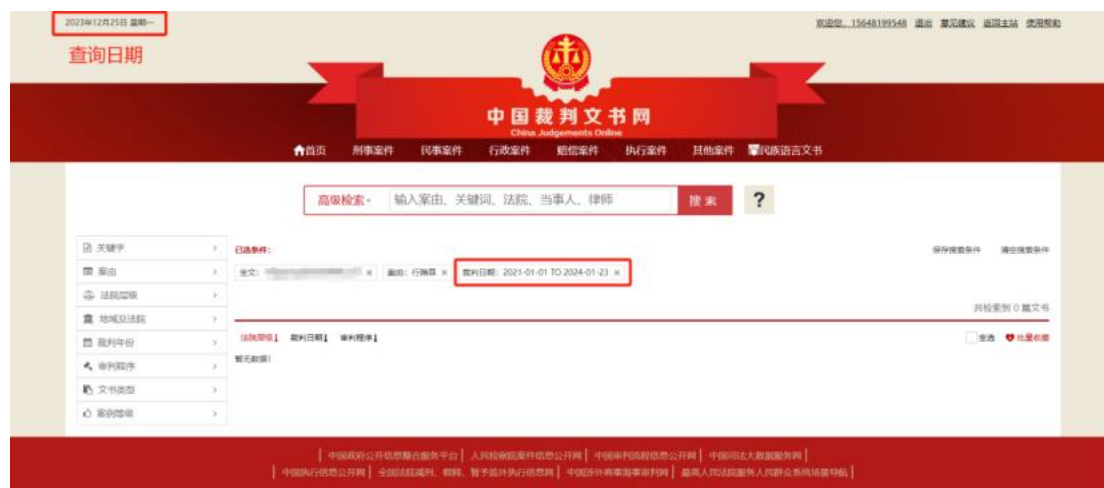 2023年12月25日 星期一
欢迎您，15648199548 退出 意见建议 返回主站 使用帮助
查询日期
中国裁判文书网
China Judgements Online
首页 刑事案件 民事案件 行政案件 赔偿案件 执行案件 其他案件 民族语言文书
高级检索 输入案由、关键词、法院、当事人、律师 搜索 ?
关键字
案由
法院层级
地域及法院
裁判年份
审判程序
文书类型
案例等级
已选条件：
保存搜索条件 清空搜索条件
全文： × 案由：行贿罪 × 裁判日期：2021-01-01 TO 2024-01-23 ×
共检索到 0 篇文书
法院层级 裁判日期 审判程序
全选 批量收藏
暂无数据!
中国政府公开信息整合服务平台 | 人民检察院案件信息公开网 | 中国审判流程信息公开网 | 中国司法大数据服务网 |
| 中国执行信息公开网 | 全国法院减刑、假释、暂予监外执行信息网 | 中国涉外商事海事审判网 | 最高人民法院服务人民群众系统场景导航 |